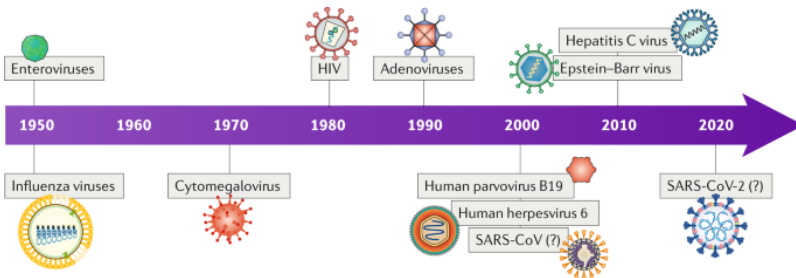 Hepatitis C virus
Enteroviruses
HIV
Adenoviruses
Epstein–Barr virus
1950 1960 1970 1980 1990 2000 2010 2020
Influenza viruses
Cytomegalovirus
Human parvovirus B19
SARS-CoV-2 (?)
Human herpesvirus 6
SARS-CoV (?)